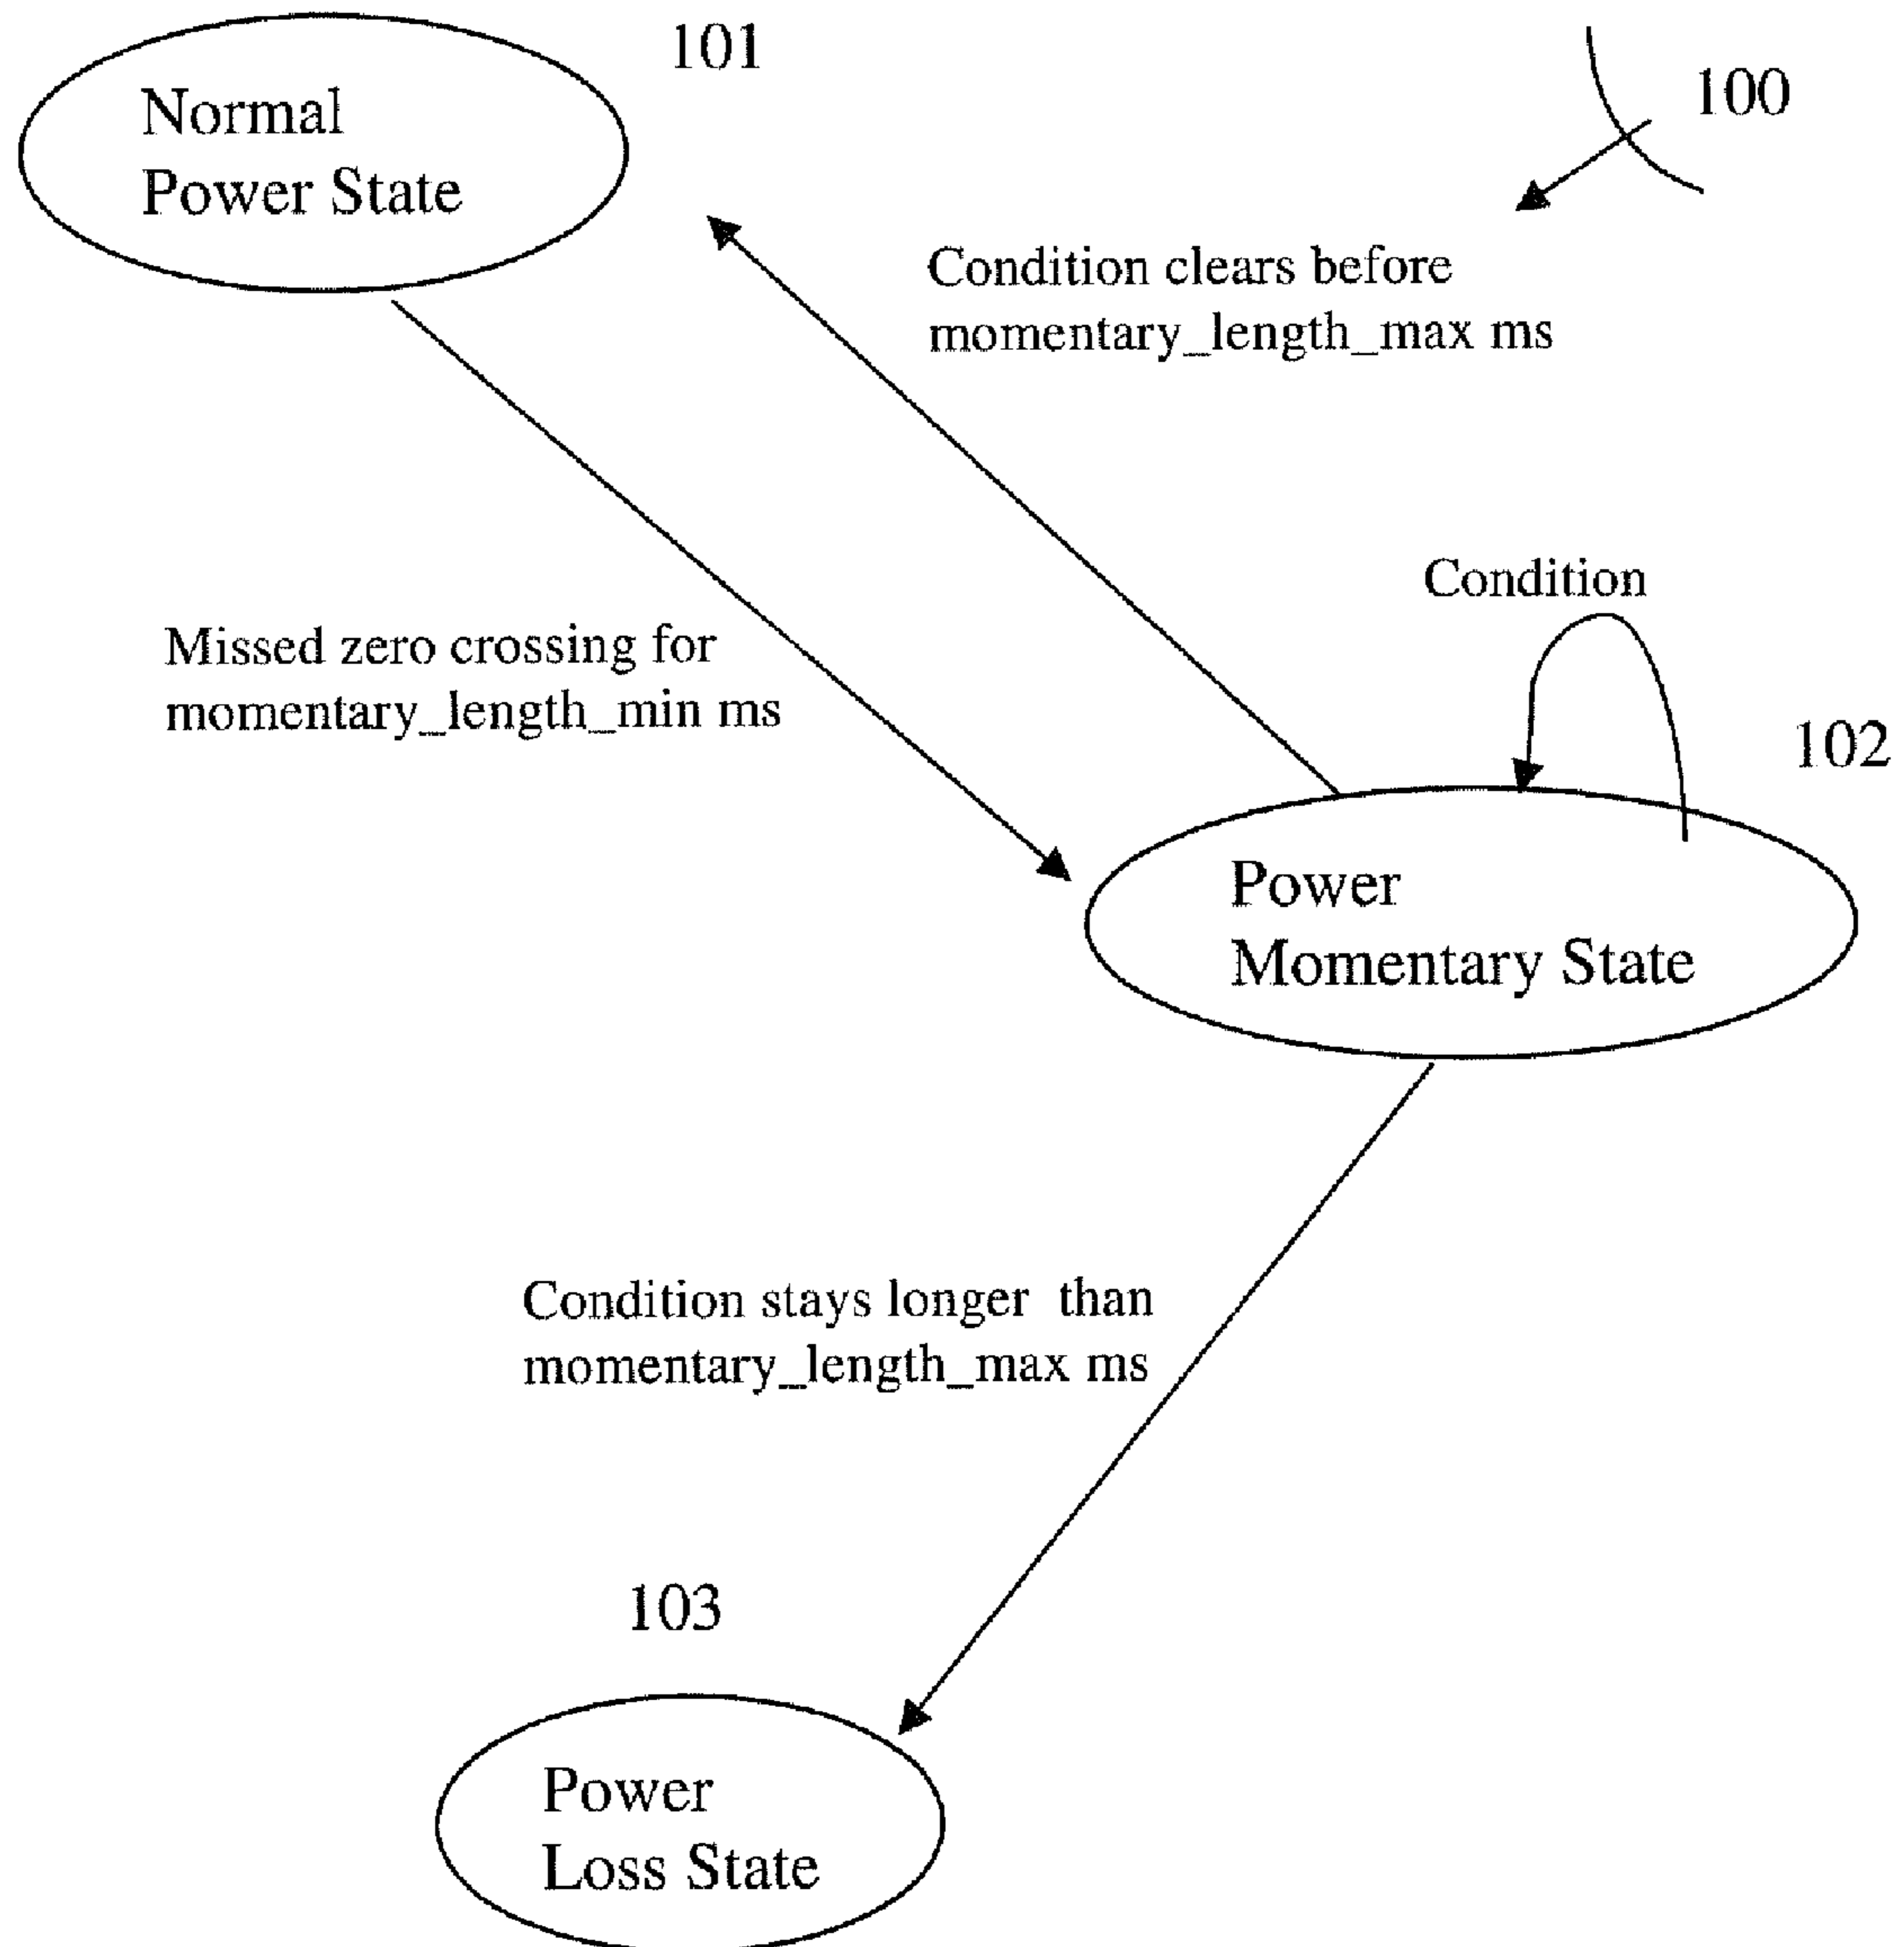 101
Normal
Power State
100
Condition clears before
momentary_length_max ms
Condition
Missed zero crossing for
momentary_length_min ms
102
Power
Momentary State
Condition stays longer than
momentary_length_max ms
103
Power
Loss State